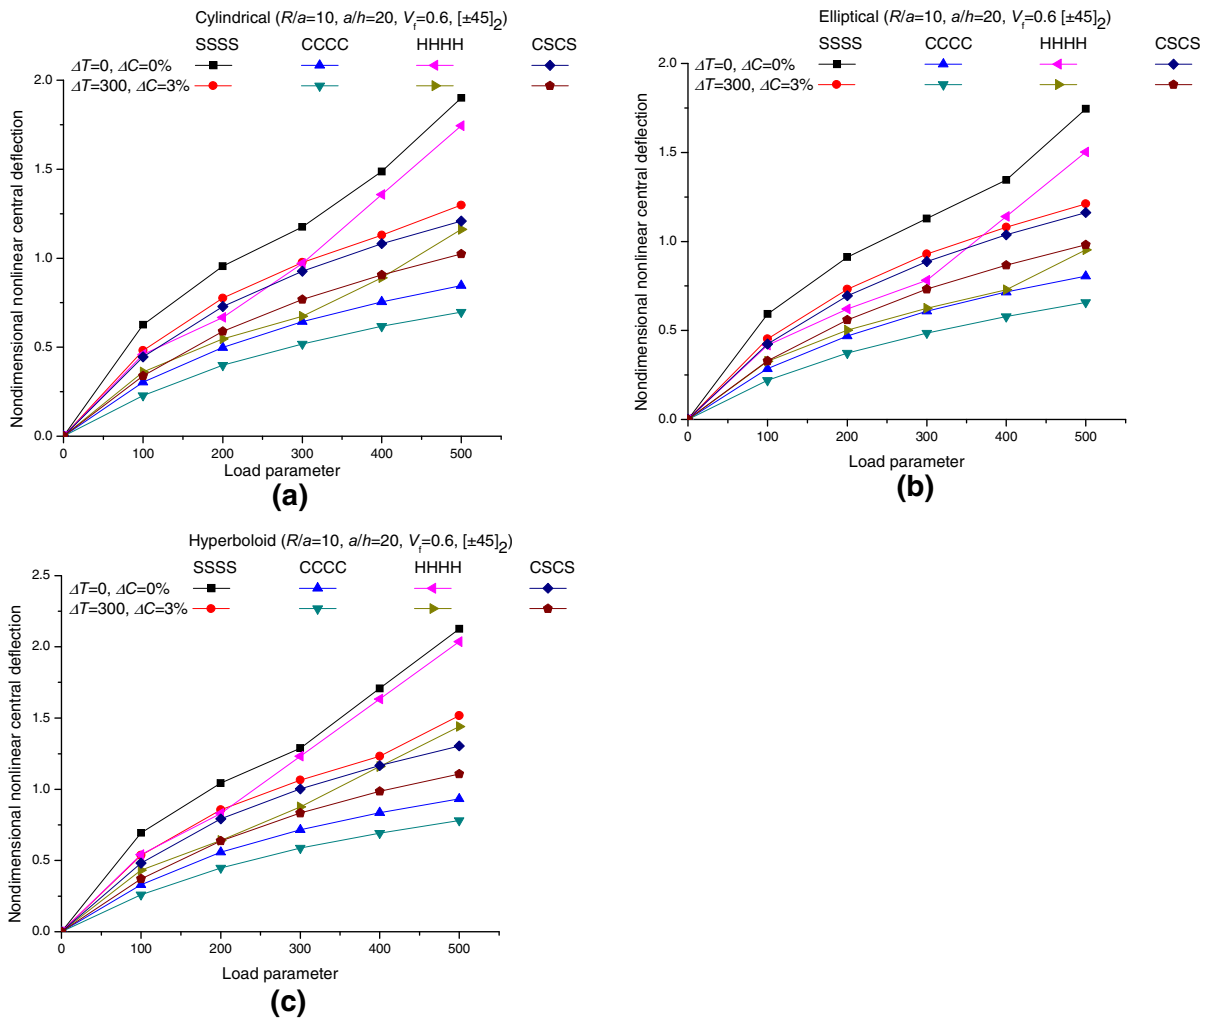 Cylindrical (R/a=10, a/h=20, Vf=0.6, [±45]2)
SSSS CCCC HHHH CSCS
ΔT=0, ΔC=0%
ΔT=300, ΔC=3%
2.0
1.5
1.0
0.5
0.0
Nondimensional nonlinear central deflection
0 100 200 300 400 500
Load parameter
(a)
Elliptical (R/a=10, a/h=20, Vf=0.6 [±45]2)
SSSS CCCC HHHH CSCS
ΔT=0, ΔC=0%
ΔT=300, ΔC=3%
2.0
1.5
1.0
0.5
0.0
Nondimensional nonlinear central deflection
0 100 200 300 400 500
Load parameter
(b)
Hyperboloid (R/a=10, a/h=20, Vf=0.6, [±45]2)
SSSS CCCC HHHH CSCS
ΔT=0, ΔC=0%
ΔT=300, ΔC=3%
2.5
2.0
1.5
1.0
0.5
0.0
Nondimensional nonlinear central deflection
0 100 200 300 400 500
Load parameter
(c)